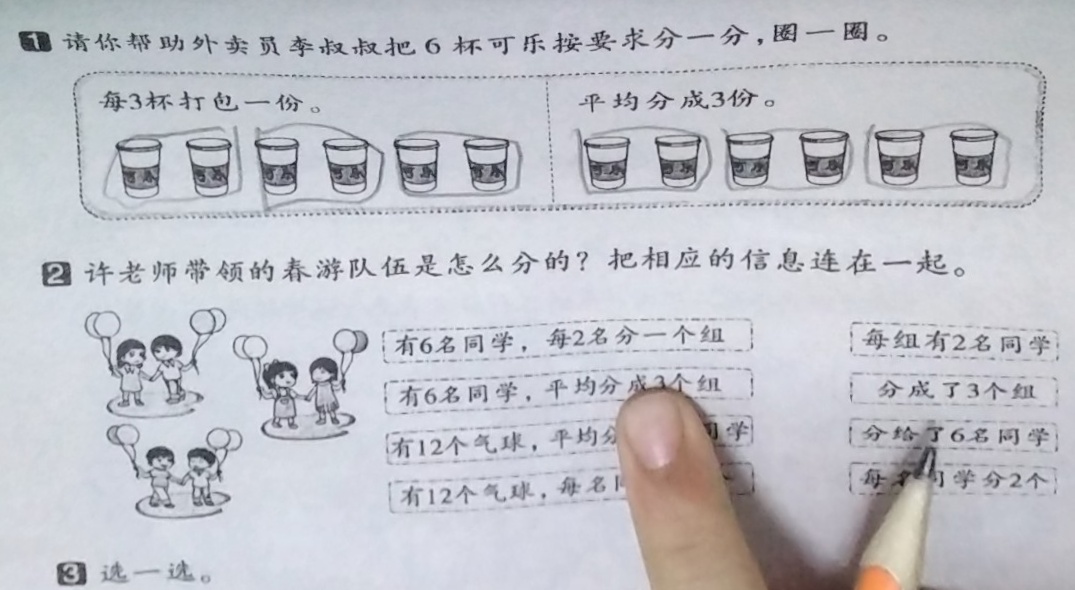 1 请你帮助外卖员李叔叔把6杯可乐按要求分一分，圈一圈。
每3杯打包一份。
平均分成3份。
可乐 可乐 可乐 可乐 可乐 可乐 可乐 可乐 可乐 可乐 可乐 可乐
2 许老师带领的春游队伍是怎么分的？把相应的信息连在一起。
有6名同学，每2名分一个组
每组有2名同学
有6名同学，平均分成3个组
分成了3个组
有12个气球，平均分 同学
分给了6名同学
有12个气球，每名
每名同学分2个
3 选一选。